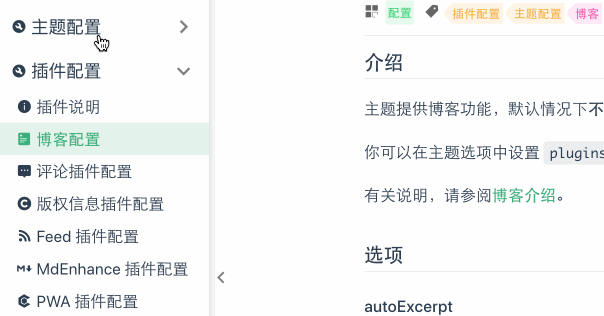 主题配置
插件配置
插件说明
博客配置
评论插件配置
版权信息插件配置
Feed 插件配置
MdEnhance 插件配置
PWA 插件配置
配置 插件配置 主题配置 博客
介绍
主题提供博客功能，默认情况下不
你可以在主题选项中设置 plugins
有关说明，请参阅博客介绍。
选项
autoExcerpt